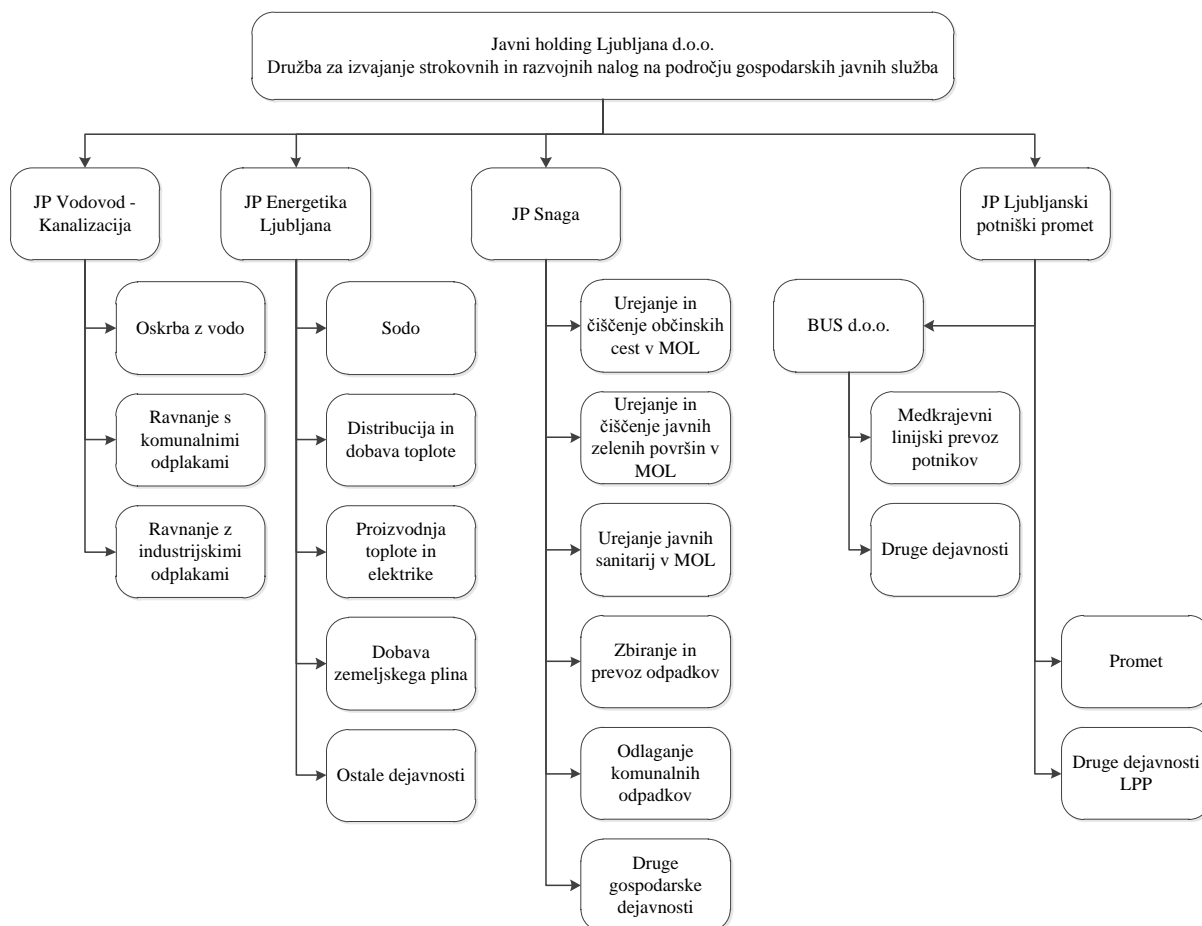 Javni holding Ljubljana d.o.o.
Družba za izvajanje strokovnih in razvojnih nalog na področju gospodarskih javnih služba
JP Vodovod -
Kanalizacija
JP Energetika
Ljubljana
JP Snaga
JP Ljubljanski
potniški promet
Oskrba z vodo
Ravnanje s
komunalnimi
odplakami
Ravnanje z
industrijskimi
odplakami
Sodo
Distribucija in
dobava toplote
Proizvodnja
toplote in
elektrike
Dobava
zemeljskega plina
Ostale dejavnosti
Urejanje in
čiščenje občinskih
cest v MOL
Urejanje in
čiščenje javnih
zelenih površin v
MOL
Urejanje javnih
sanitarij v MOL
Zbiranje in
prevoz odpadkov
Odlaganje
komunalnih
odpadkov
Druge
gospodarske
dejavnosti
BUS d.o.o.
Medkrajevni
linijski prevoz
potnikov
Druge dejavnosti
Promet
Druge dejavnosti
LPP